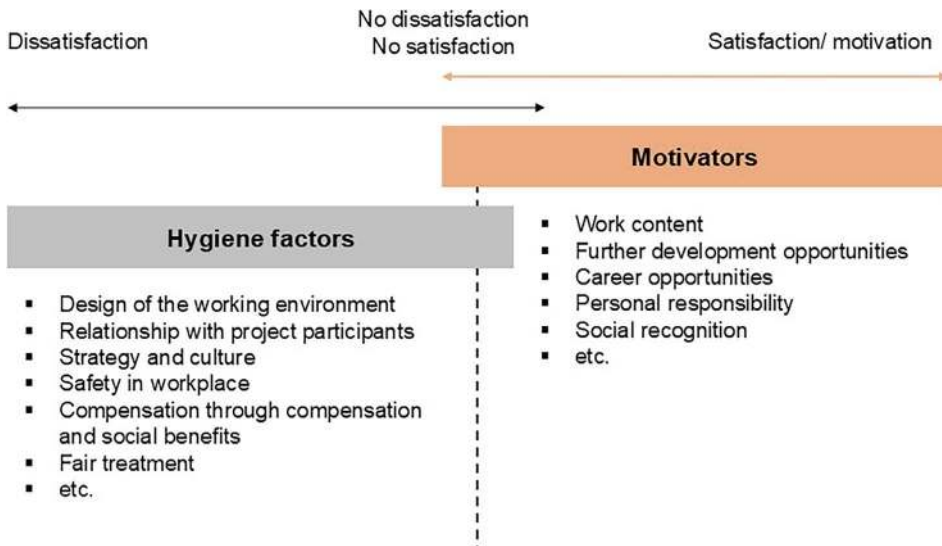 No dissatisfaction
Dissatisfaction
No satisfaction
Satisfaction/ motivation
Motivators
Hygiene factors
▪ Work content
▪ Further development opportunities
▪ Career opportunities
▪ Personal responsibility
▪ Social recognition
▪ etc.
▪ Design of the working environment
▪ Relationship with project participants
▪ Strategy and culture
▪ Safety in workplace
▪ Compensation through compensation
and social benefits
▪ Fair treatment
▪ etc.